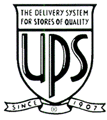 THE DELIVERY SYSTEM
FOR STORES OF QUALITY
UPS
SINCE 1907